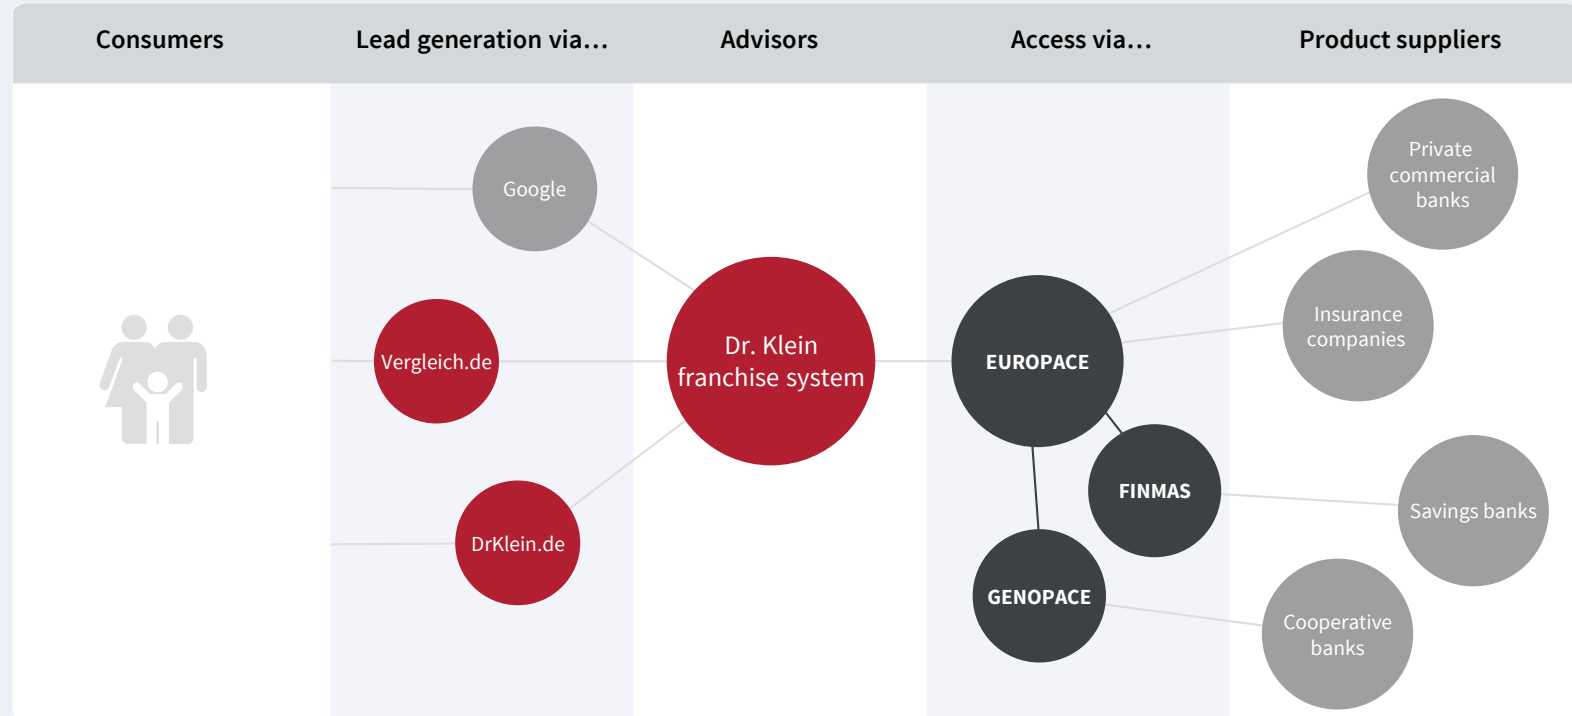 Consumers
Lead generation via…
Advisors
Access via…
Product suppliers
Google
Vergleich.de
DrKlein.de
Dr. Klein
franchise system
EUROPACE
FINMAS
GENOPACE
Private
commercial
banks
Insurance
companies
Savings banks
Cooperative
banks